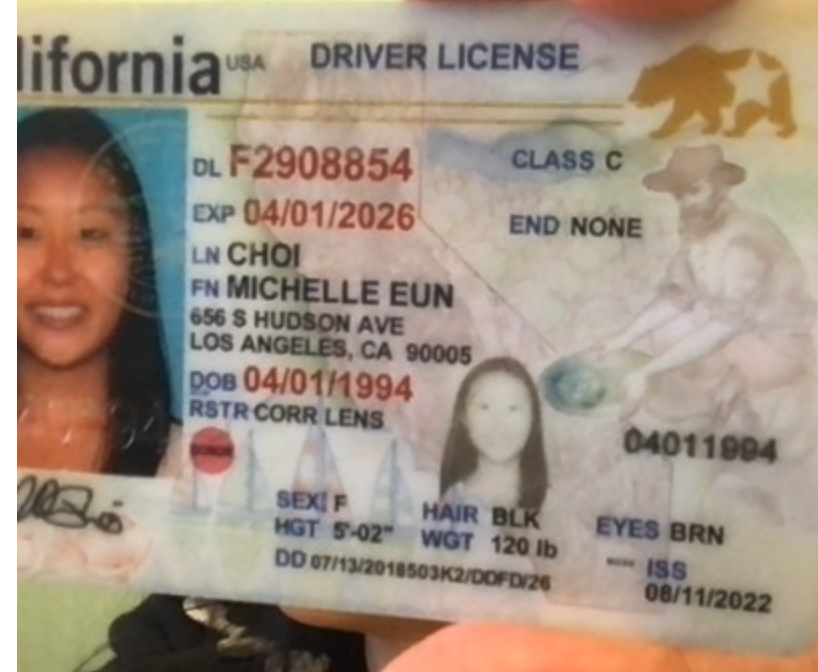 lifornia USA DRIVER LICENSE
DL F2908854 CLASS C
EXP 04/01/2026 END NONE
LN CHOI
FN MICHELLE EUN
656 S HUDSON AVE
LOS ANGELES, CA 90005
DOB 04/01/1994
RSTR CORR LENS
04011994
DONOR
SEX F HAIR BLK EYES BRN
HGT 5'-02" WGT 120 lb ISS
DD 07/13/2018503K2/DDFD/26 08/11/2022